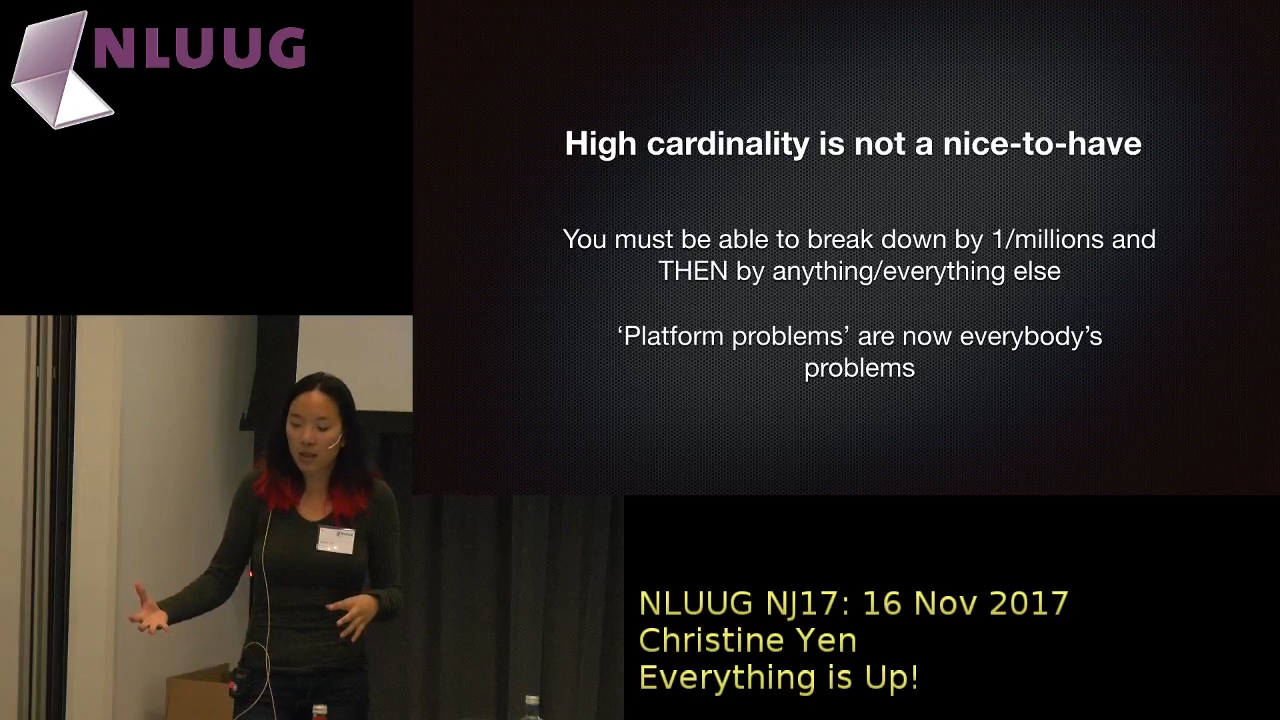 NLUUG
High cardinality is not a nice-to-have
You must be able to break down by 1/millions and
THEN by anything/everything else
‘Platform problems’ are now everybody’s
problems
NLUUG NJ17: 16 Nov 2017
Christine Yen
Everything is Up!